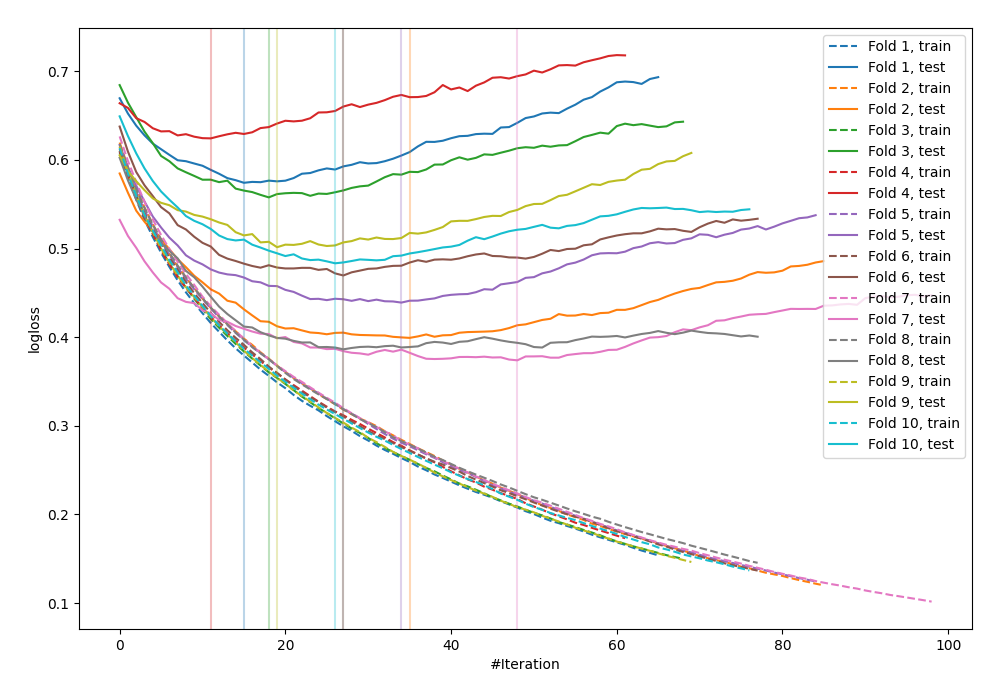 logloss
0.7
0.6
0.5
0.4
0.3
0.2
0.1
0
20
40
60
80
100
#Iteration
Fold 1, train
Fold 1, test
Fold 2, train
Fold 2, test
Fold 3, train
Fold 3, test
Fold 4, train
Fold 4, test
Fold 5, train
Fold 5, test
Fold 6, train
Fold 6, test
Fold 7, train
Fold 7, test
Fold 8, train
Fold 8, test
Fold 9, train
Fold 9, test
Fold 10, train
Fold 10, test